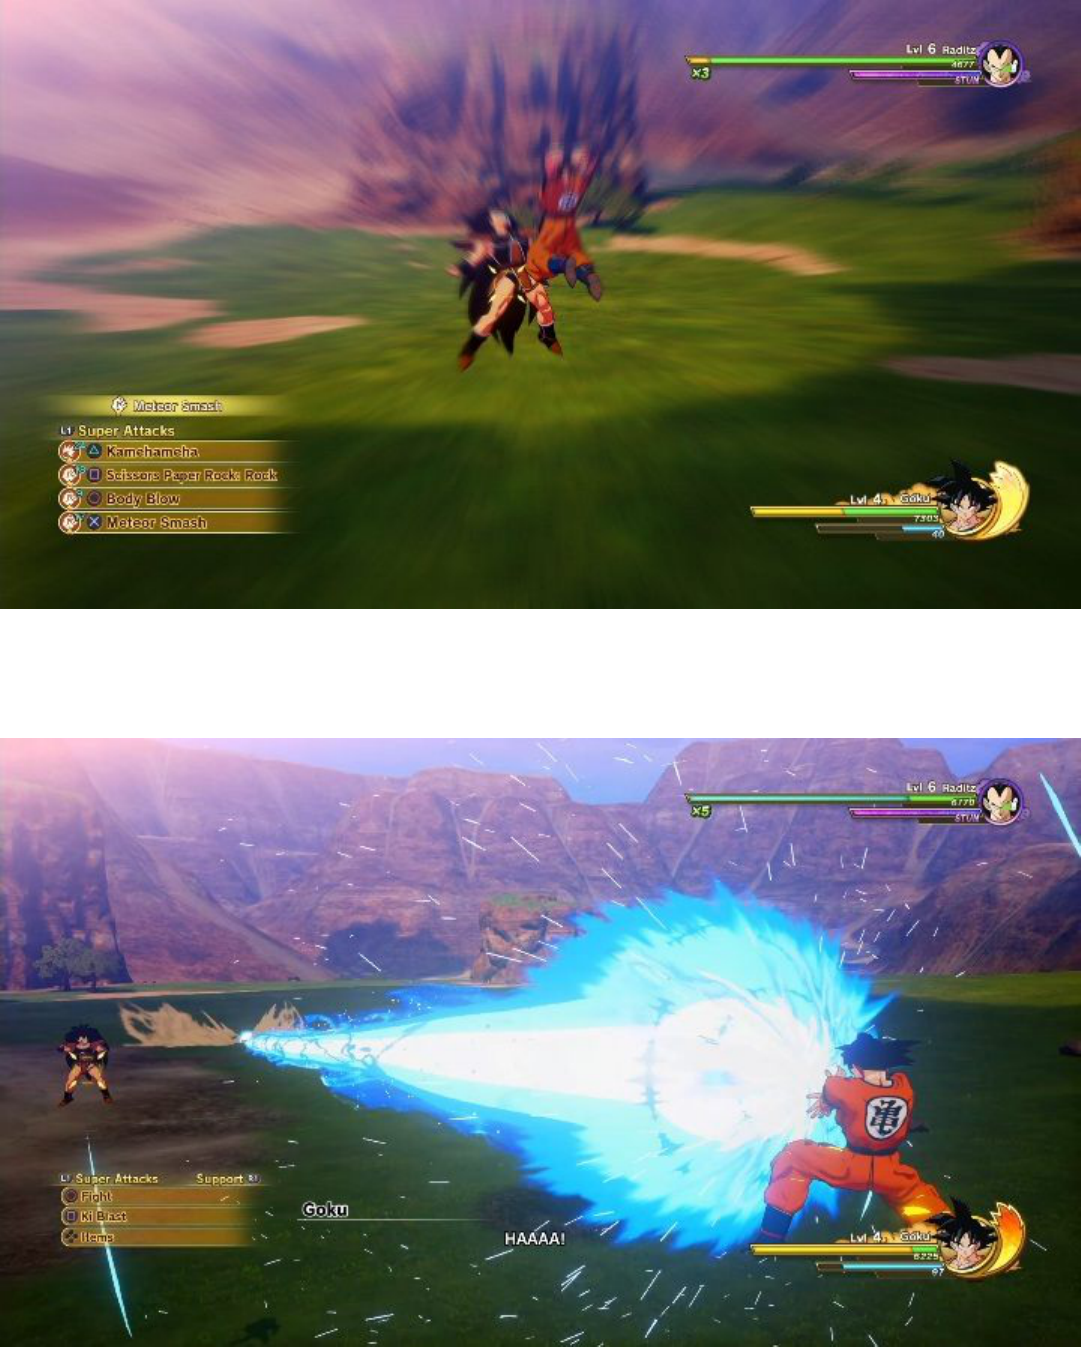 Lvl 6 Raditz
4677
x3
STUN
Meteor Smash
L1 Super Attacks
Kamehameha
Scissors Paper Rock: Rock
Body Blow
Meteor Smash
Lvl 4 Goku
7303
40
Lvl 6 Raditz
6770
x5
STUN
亀
L1 Super Attacks Support R1
Fight
Ki Blast
Items
Goku
HAAAA!
Lvl 4 Goku
6225
97